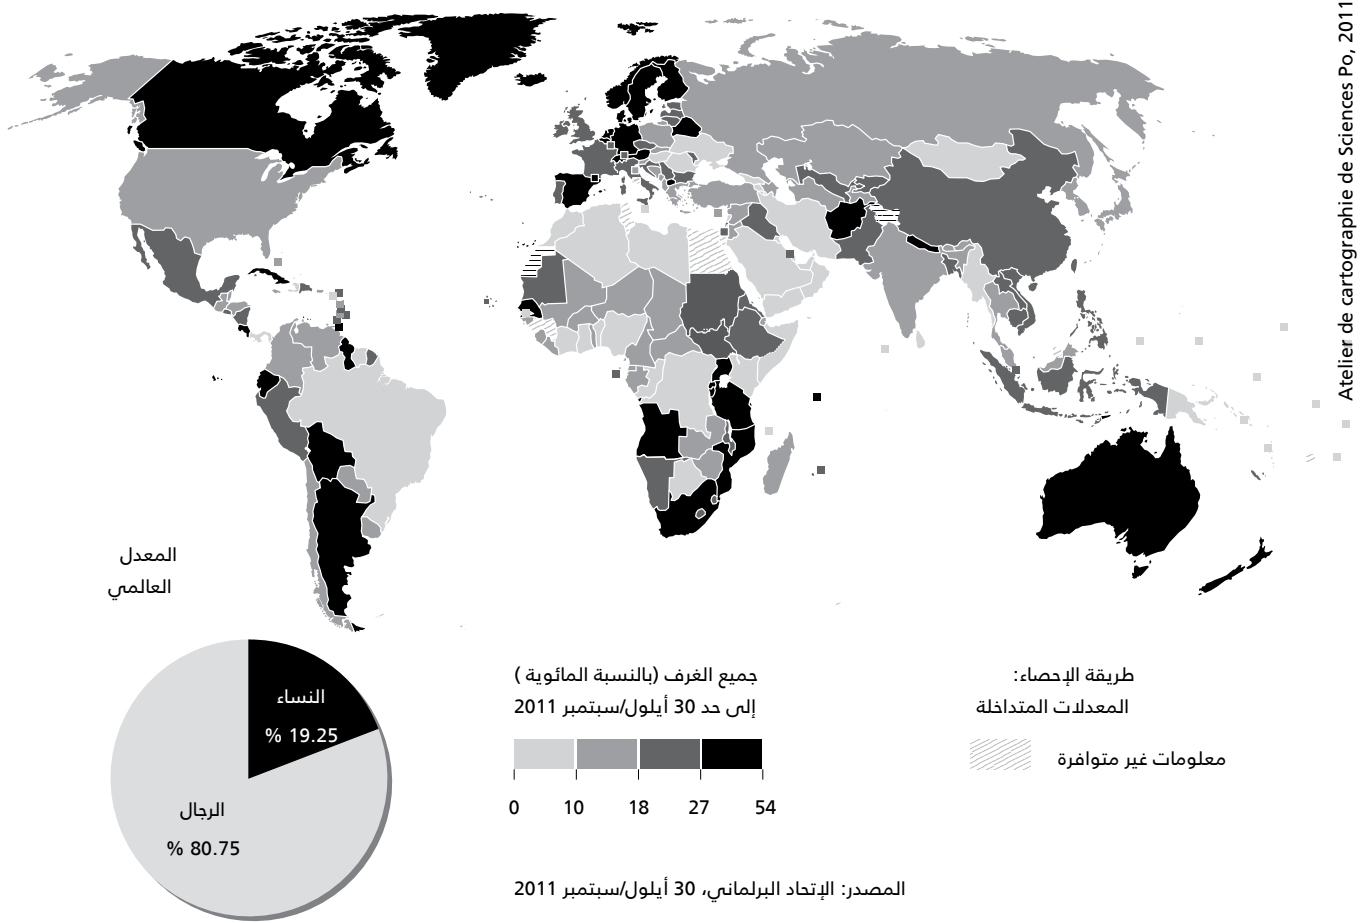 Atelier de cartographie de Sciences Po, 2011
المعدل
العالمي
النساء
% 19.25
الرجال
% 80.75
جميع الغرف (بالنسبة المائوية )
إلى حد 30 أيلول/سبتمبر 2011
0 10 18 27 54
طريقة الإحصاء:
المعدلات المتداخلة
معلومات غير متوافرة
المصدر: الإتحاد البرلماني، 30 أيلول/سبتمبر 2011